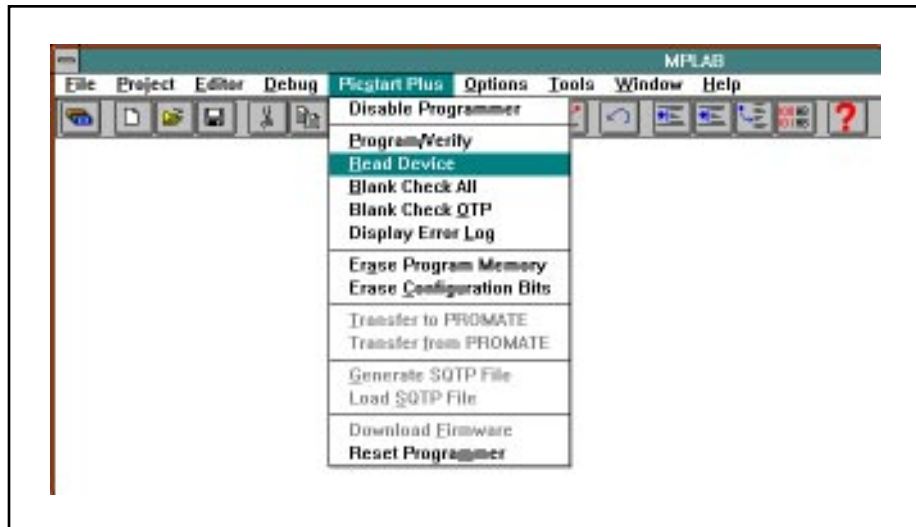 MPLAB
File Project Editor Debug Picstart Plus Options Tools Window Help
Disable Programmer
Program/Verify
Read Device
Blank Check All
Blank Check OTP
Display Error Log
Erase Program Memory
Erase Configuration Bits
Transfer to PROMATE
Transfer from PROMATE
Generate SQTP File
Load SQTP File
Download Firmware
Reset Programmer